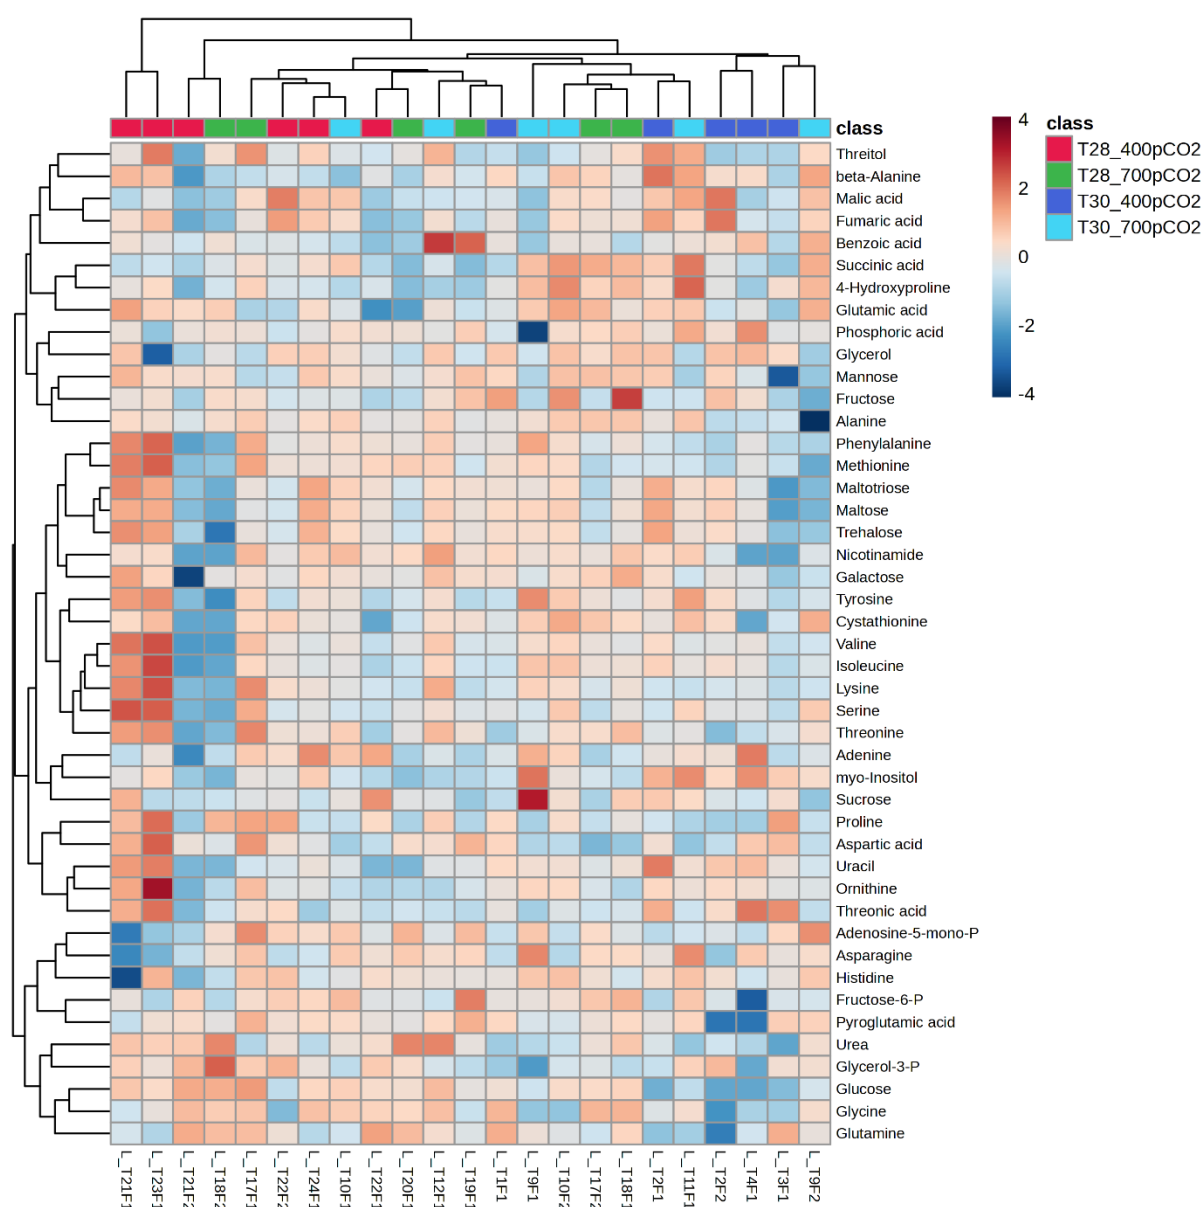 class
Threitol
beta-Alanine
Malic acid
Fumaric acid
Benzoic acid
Succinic acid
4-Hydroxyproline
Glutamic acid
Phosphoric acid
Glycerol
Mannose
Fructose
Alanine
Phenylalanine
Methionine
Maltotriose
Maltose
Trehalose
Nicotinamide
Galactose
Tyrosine
Cystathionine
Valine
Isoleucine
Lysine
Serine
Threonine
Adenine
myo-Inositol
Sucrose
Proline
Aspartic acid
Uracil
Ornithine
Threonic acid
Adenosine-5-mono-P
Asparagine
Histidine
Fructose-6-P
Pyroglutamic acid
Urea
Glycerol-3-P
Glucose
Glycine
Glutamine
L_T21F1
L_T23F1
L_T21F2
L_T18F2
L_T17F1
L_T22F2
L_T24F1
L_T10F1
L_T22F1
L_T20F1
L_T12F1
L_T19F1
L_T1F1
L_T9F1
L_T10F2
L_T17F2
L_T18F1
L_T2F1
L_T11F1
L_T2F2
L_T4F1
L_T3F1
L_T9F2
4
2
0
-2
-4
class
T28_400pCO2
T28_700pCO2
T30_400pCO2
T30_700pCO2